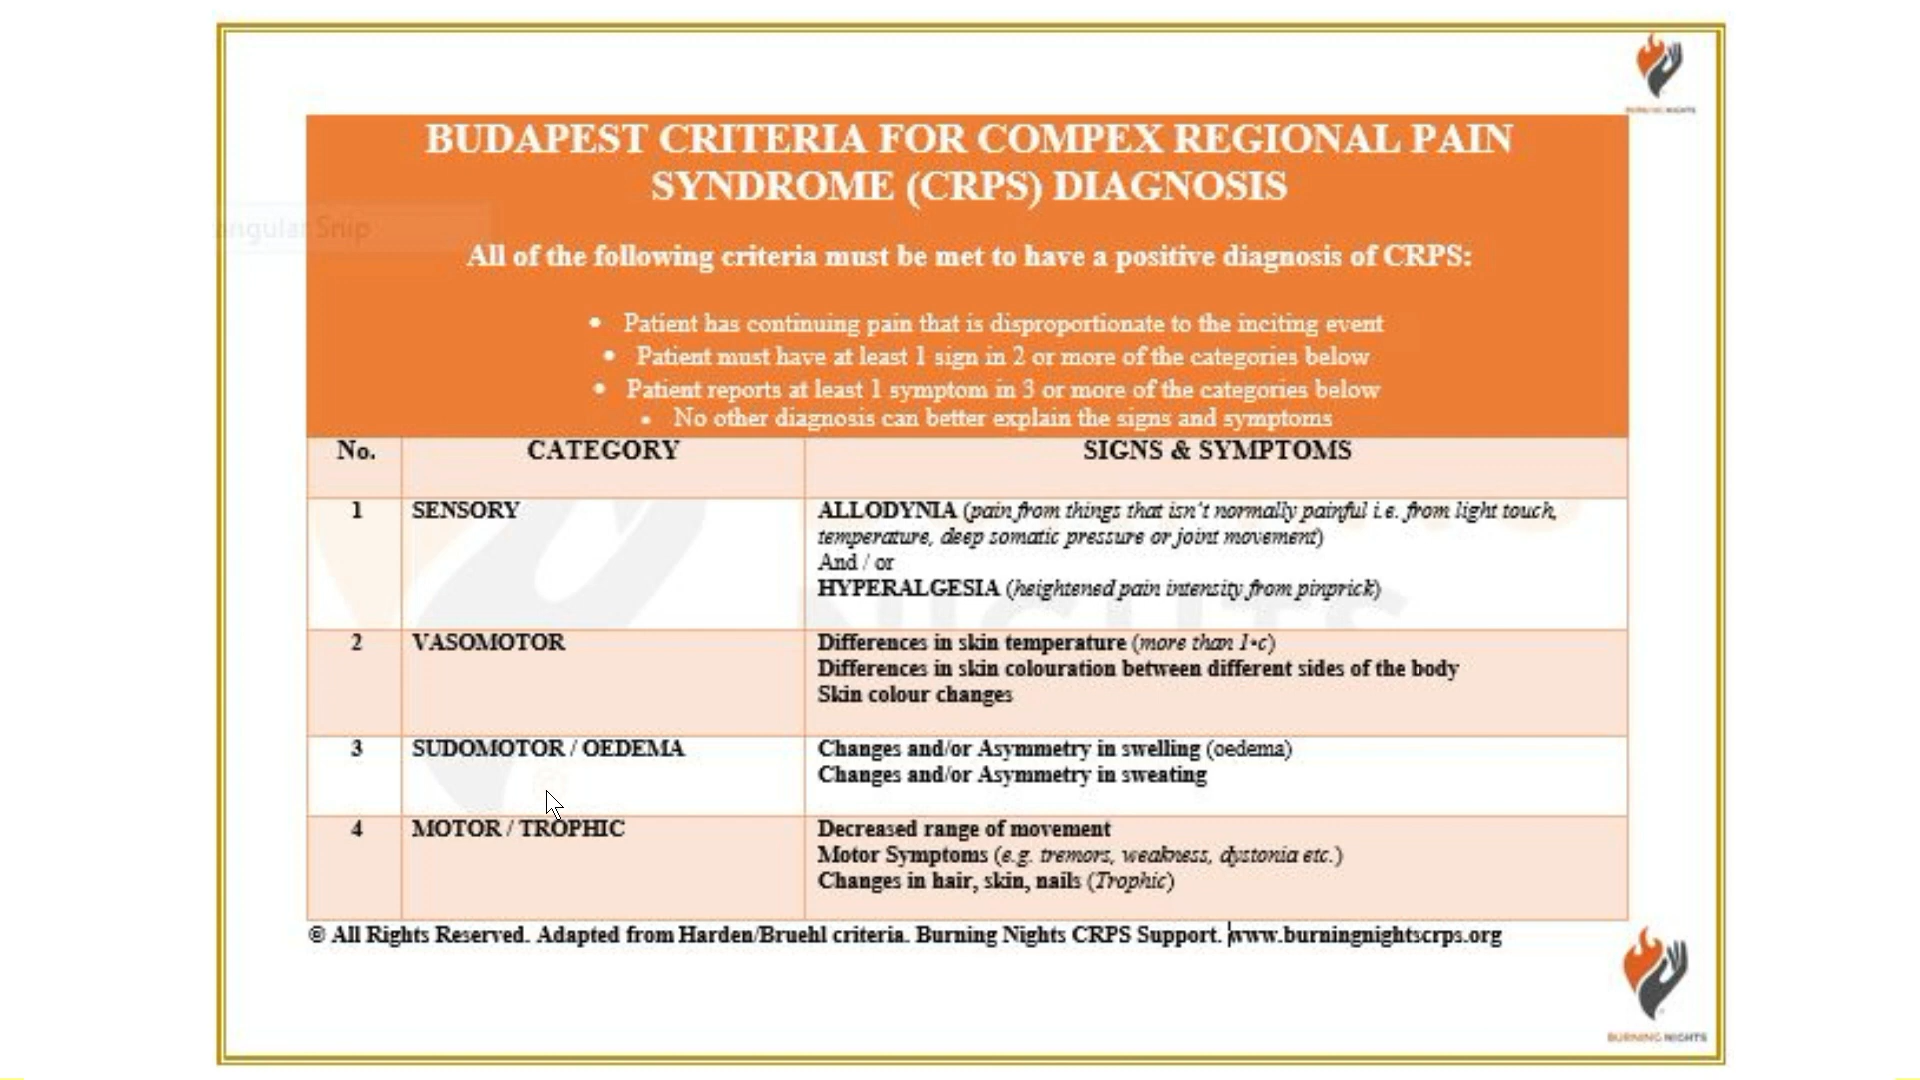 BURNING NIGHTS
BUDAPEST CRITERIA FOR COMPEX REGIONAL PAIN
SYNDROME (CRPS) DIAGNOSIS
angular Snip
All of the following criteria must be met to have a positive diagnosis of CRPS:
• Patient has continuing pain that is disproportionate to the inciting event
• Patient must have at least 1 sign in 2 or more of the categories below
• Patient reports at least 1 symptom in 3 or more of the categories below
• No other diagnosis can better explain the signs and symptoms
No. CATEGORY SIGNS & SYMPTOMS
1 SENSORY ALLODYNIA (pain from things that isn't normally painful i.e. from light touch,
temperature, deep somatic pressure or joint movement)
And / or
HYPERALGESIA (heightened pain intensity from pinprick)
NIGHTS
2 VASOMOTOR Differences in skin temperature (more than 1•c)
Differences in skin colouration between different sides of the body
Skin colour changes
3 SUDOMOTOR / OEDEMA Changes and/or Asymmetry in swelling (oedema)
Changes and/or Asymmetry in sweating
4 MOTOR / TROPHIC Decreased range of movement
Motor Symptoms (e.g. tremors, weakness, dystonia etc.)
Changes in hair, skin, nails (Trophic)
© All Rights Reserved. Adapted from Harden/Bruehl criteria. Burning Nights CRPS Support. www.burningnightscrps.org
BURNING NIGHTS